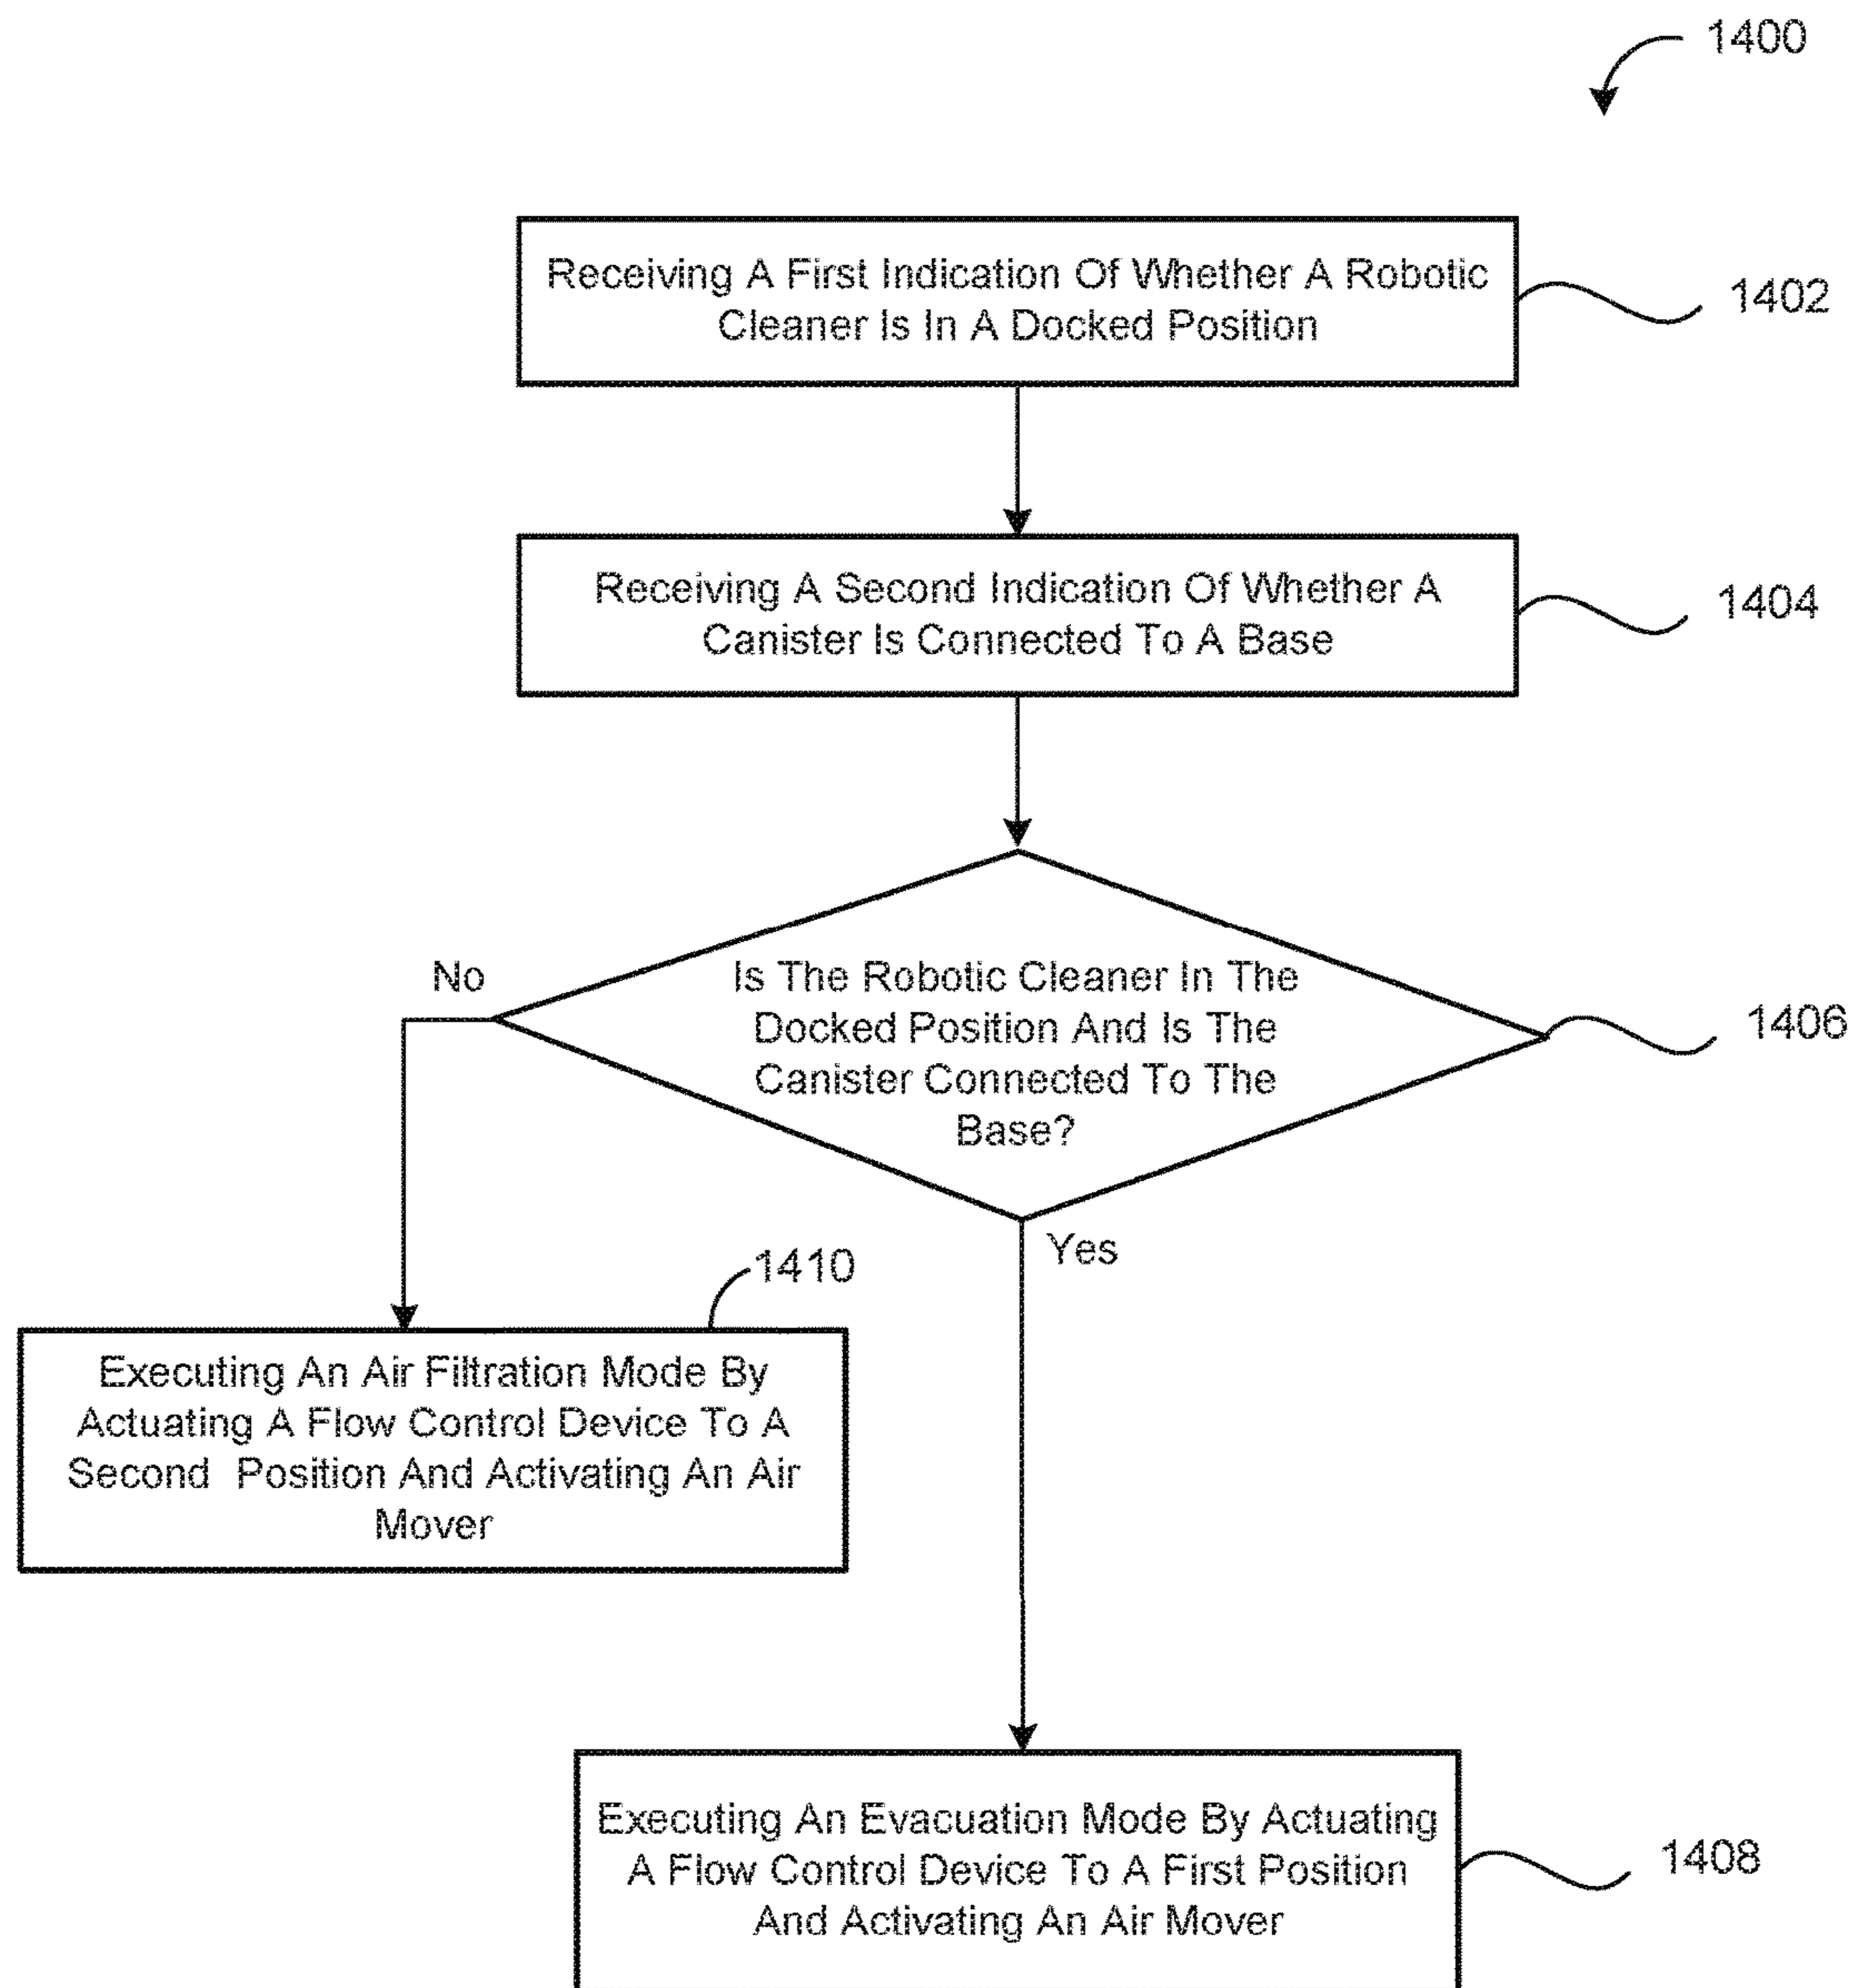 1400
Receiving A First Indication Of Whether A Robotic
Cleaner Is In A Docked Position
1402
Receiving A Second Indication Of Whether A
Canister Is Connected To A Base
1404
No
Is The Robotic Cleaner In The
Docked Position And Is The
Canister Connected To The
Base?
1406
Yes
1410
Executing An Air Filtration Mode By
Actuating A Flow Control Device To A
Second Position And Activating An Air
Mover
Executing An Evacuation Mode By Actuating
A Flow Control Device To A First Position
And Activating An Air Mover
1408